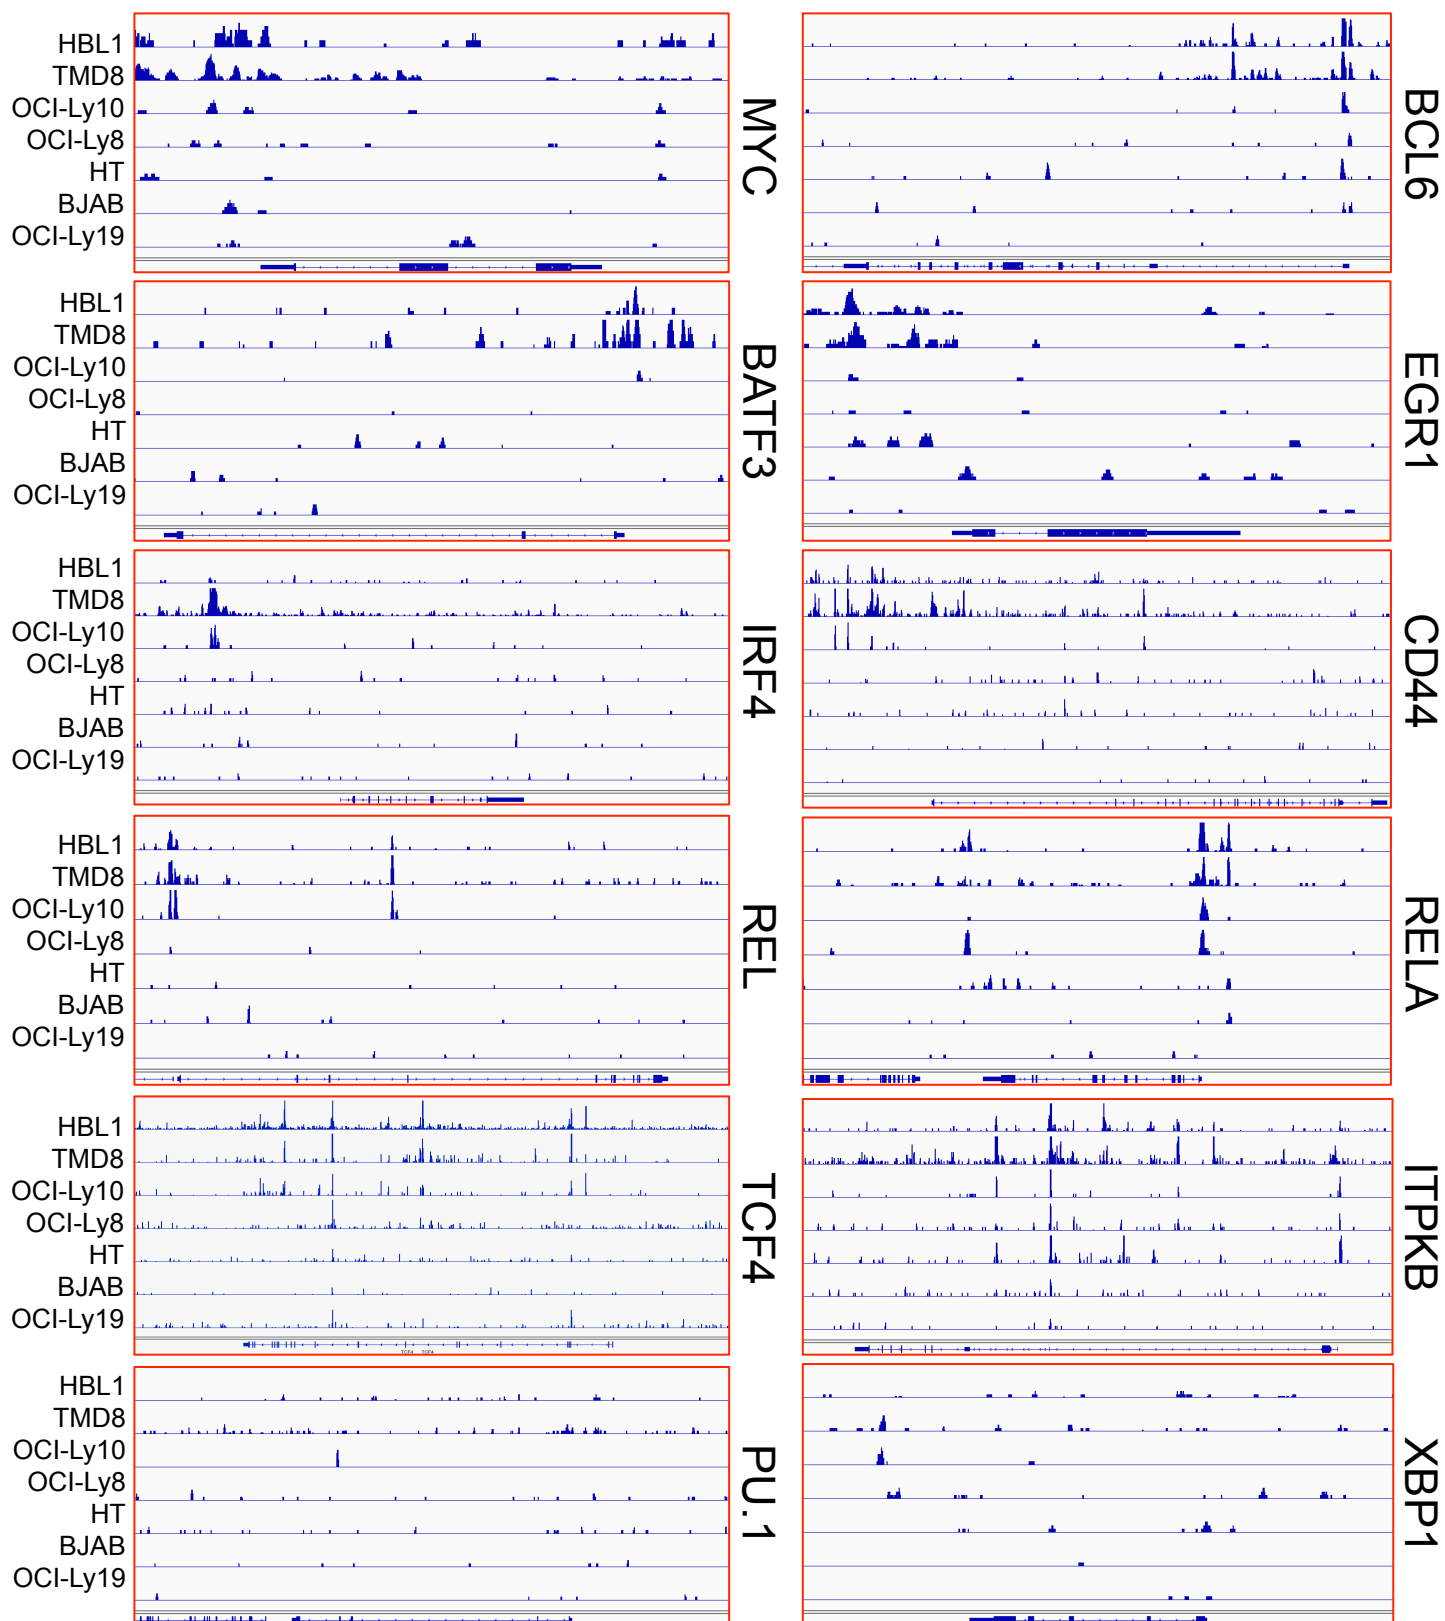 HBL1
TMD8
OCI-Ly10
OCI-Ly8
HT
BJAB
OCI-Ly19
MYC
BCL6
HBL1
TMD8
OCI-Ly10
OCI-Ly8
HT
BJAB
OCI-Ly19
BATF3
EGR1
HBL1
TMD8
OCI-Ly10
OCI-Ly8
HT
BJAB
OCI-Ly19
IRF4
CD44
HBL1
TMD8
OCI-Ly10
OCI-Ly8
HT
BJAB
OCI-Ly19
REL
RELA
HBL1
TMD8
OCI-Ly10
OCI-Ly8
HT
BJAB
OCI-Ly19
TCF4 TCF4
TCF4
ITPKB
HBL1
TMD8
OCI-Ly10
OCI-Ly8
HT
BJAB
OCI-Ly19
PU.1
XBP1